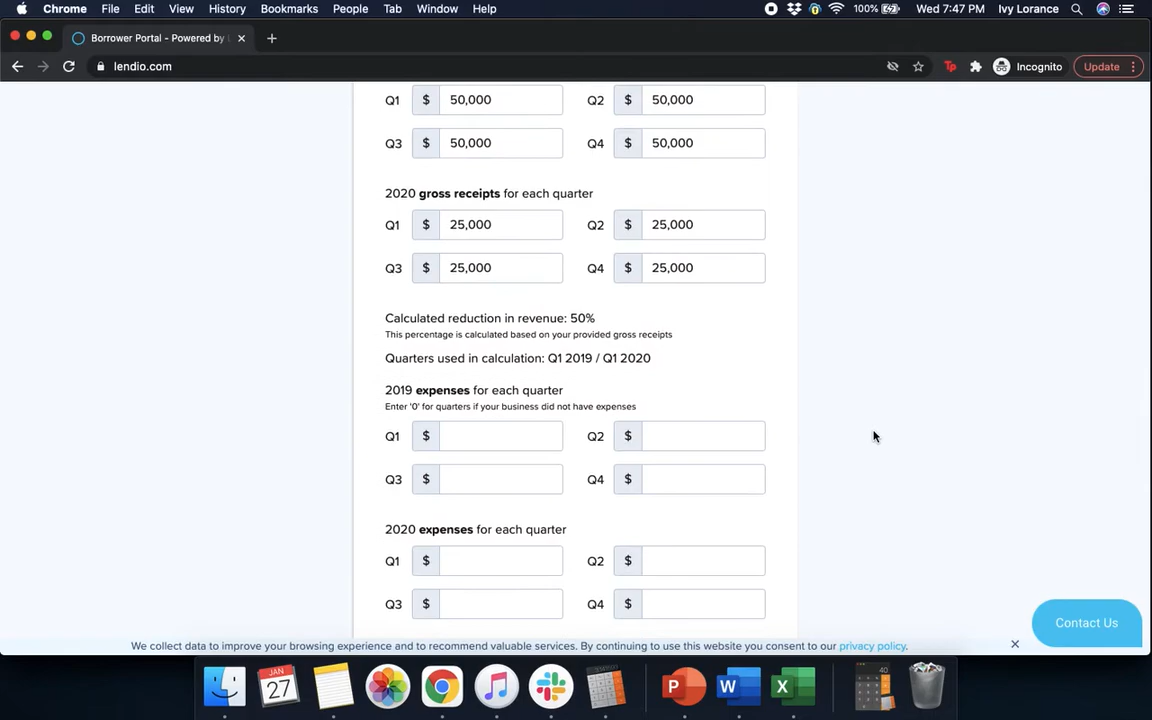 Chrome File Edit View History Bookmarks People Tab Window Help 100% Wed 7:47 PM Ivy Lorance
Borrower Portal - Powered by
lendio.com Incognito Update
Q1 $ 50,000 Q2 $ 50,000
Q3 $ 50,000 Q4 $ 50,000
2020 gross receipts for each quarter
Q1 $ 25,000 Q2 $ 25,000
Q3 $ 25,000 Q4 $ 25,000
Calculated reduction in revenue: 50%
This percentage is calculated based on your provided gross receipts
Quarters used in calculation: Q1 2019 / Q1 2020
2019 expenses for each quarter
Enter '0' for quarters if your business did not have expenses
Q1 $ Q2 $
Q3 $ Q4 $
2020 expenses for each quarter
Q1 $ Q2 $
Q3 $ Q4 $
Contact Us
We collect data to improve your browsing experience and to recommend valuable services. By continuing to use this website you consent to our privacy policy.
JAN
27 P W X 40